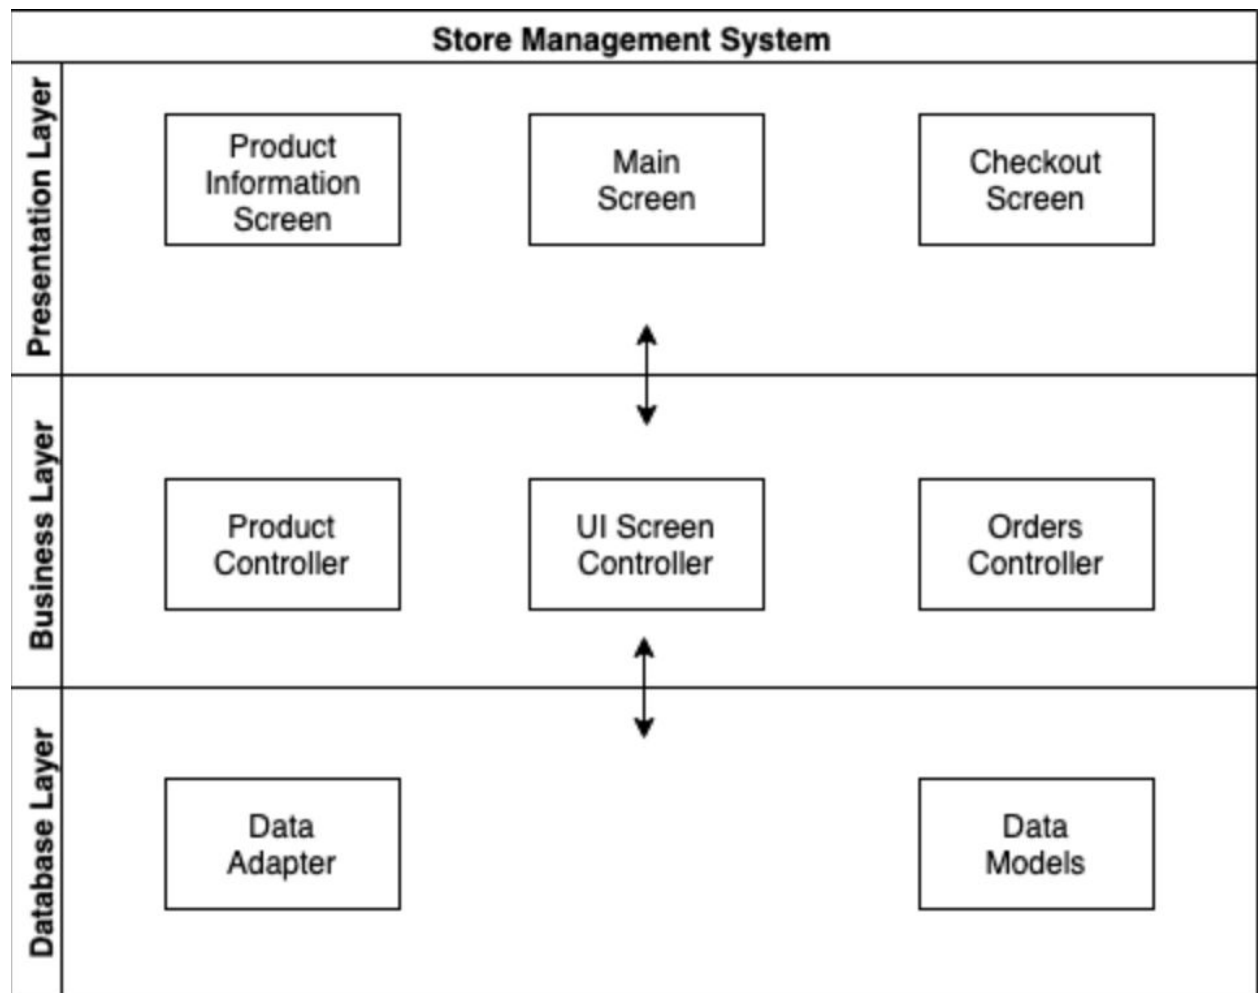 Store Management System
Presentation Layer
Product
Information
Screen
Main
Screen
Checkout
Screen
Business Layer
Product
Controller
UI Screen
Controller
Orders
Controller
Database Layer
Data
Adapter
Data
Models